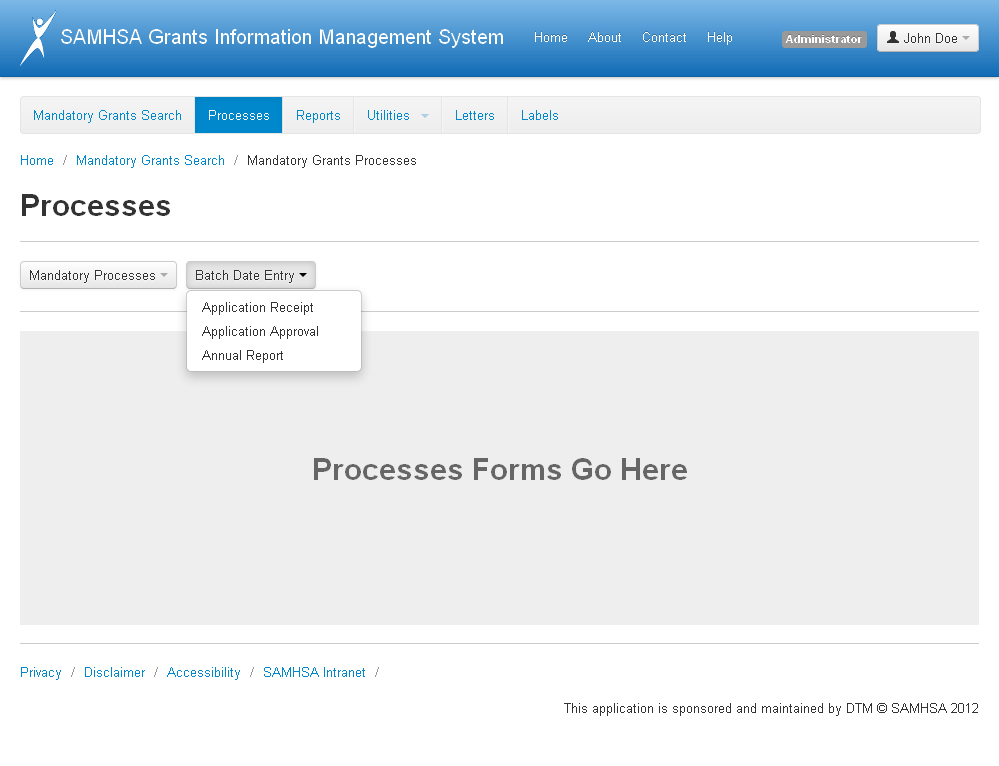 SAMHSA Grants Information Management System Home About Contact Help Administrator John Doe
Mandatory Grants Search Processes Reports Utilities Letters Labels
Home / Mandatory Grants Search / Mandatory Grants Processes
Processes
Mandatory Processes Batch Date Entry
Application Receipt
Application Approval
Annual Report
Processes Forms Go Here
Privacy / Disclaimer / Accessibility / SAMHSA Intranet /
This application is sponsored and maintained by DTM © SAMHSA 2012